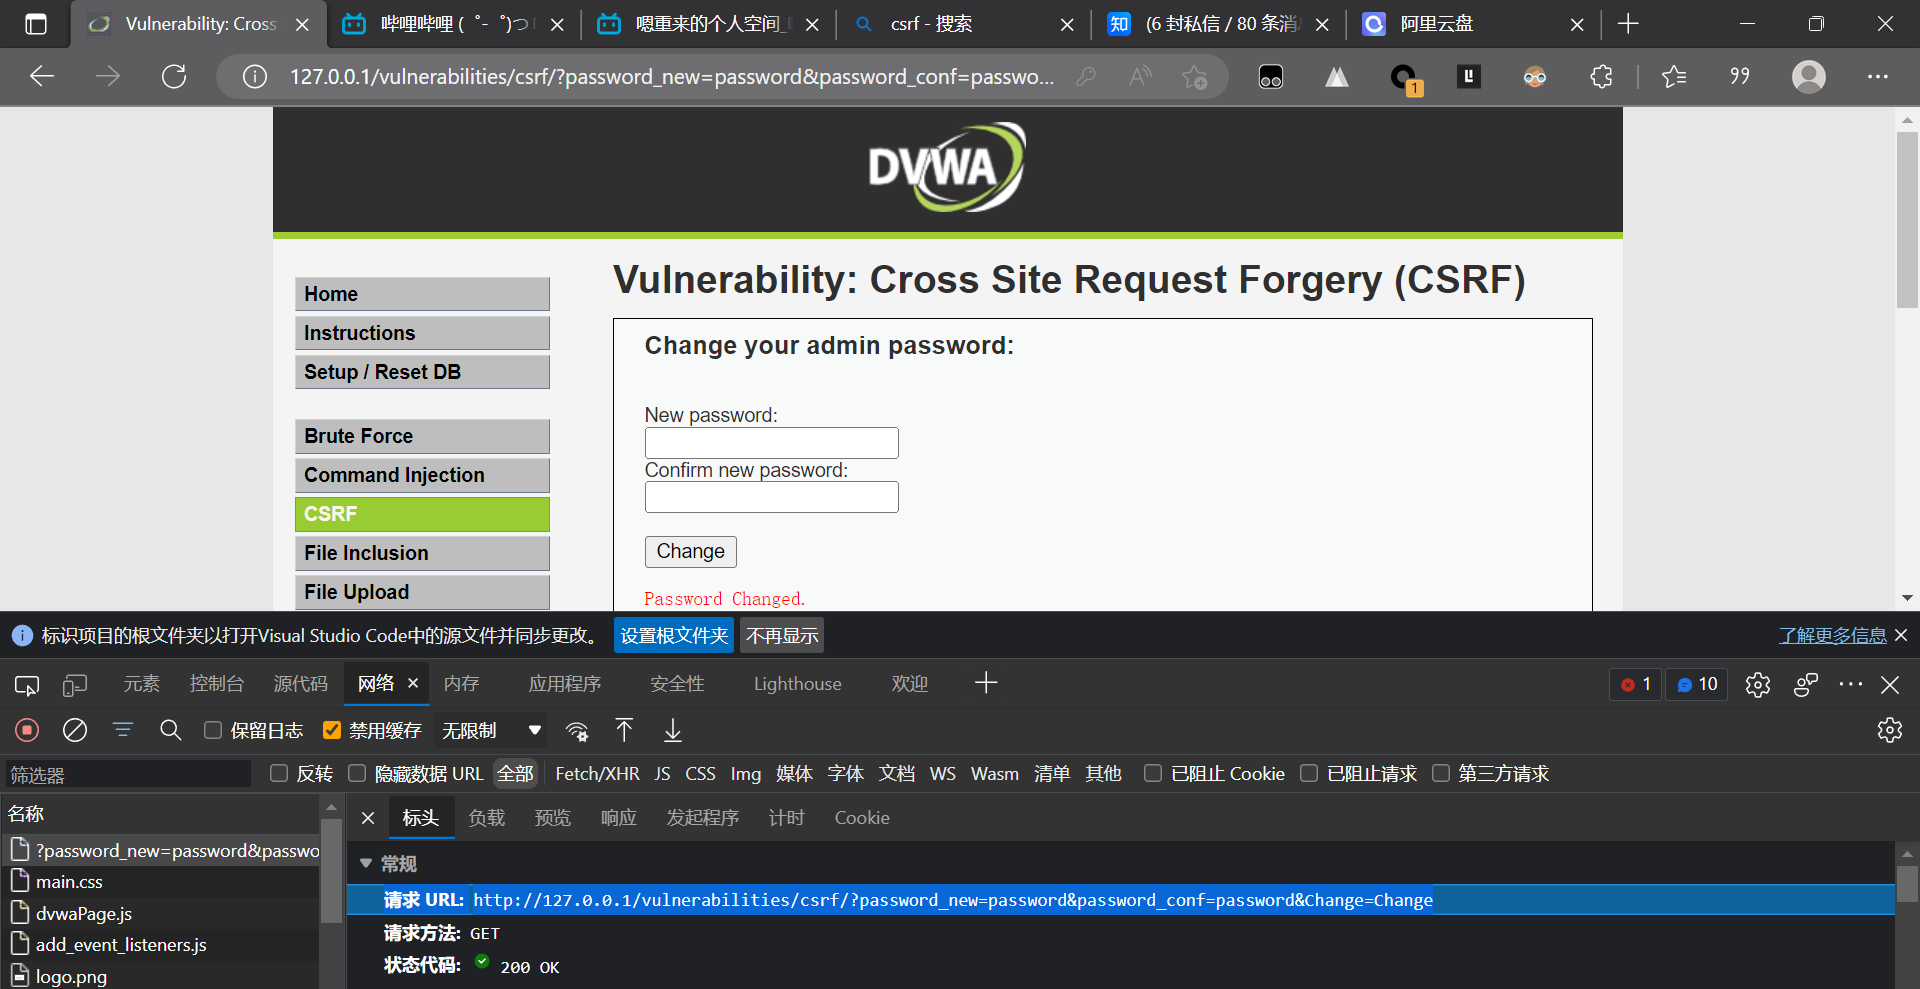 Vulnerability: Cross
哔哩哔哩 (゜-゜)つ
嗯重来的个人空间_
csrf - 搜索
知
(6 封私信 / 80 条消
阿里云盘
127.0.0.1/vulnerabilities/csrf/?password_new=password&password_conf=passwo...
1
DVWA
Home
Instructions
Setup / Reset DB
Brute Force
Command Injection
CSRF
File Inclusion
File Upload
Vulnerability: Cross Site Request Forgery (CSRF)
Change your admin password:
New password:
Confirm new password:
Change
Password Changed.
标识项目的根文件夹以打开Visual Studio Code中的源文件并同步更改。 设置根文件夹 不再显示 了解更多信息
元素 控制台 源代码 网络 内存 应用程序 安全性 Lighthouse 欢迎 1 10
保留日志 禁用缓存 无限制
筛选器 反转 隐藏数据 URL 全部 Fetch/XHR JS CSS Img 媒体 字体 文档 WS Wasm 清单 其他 已阻止 Cookie 已阻止请求 第三方请求
名称
?password_new=password&passwo
main.css
dvwaPage.js
add_event_listeners.js
logo.png
标头 负载 预览 响应 发起程序 计时 Cookie
常规
请求 URL: http://127.0.0.1/vulnerabilities/csrf/?password_new=password&password_conf=password&Change=Change
请求方法: GET
状态代码: 200 OK